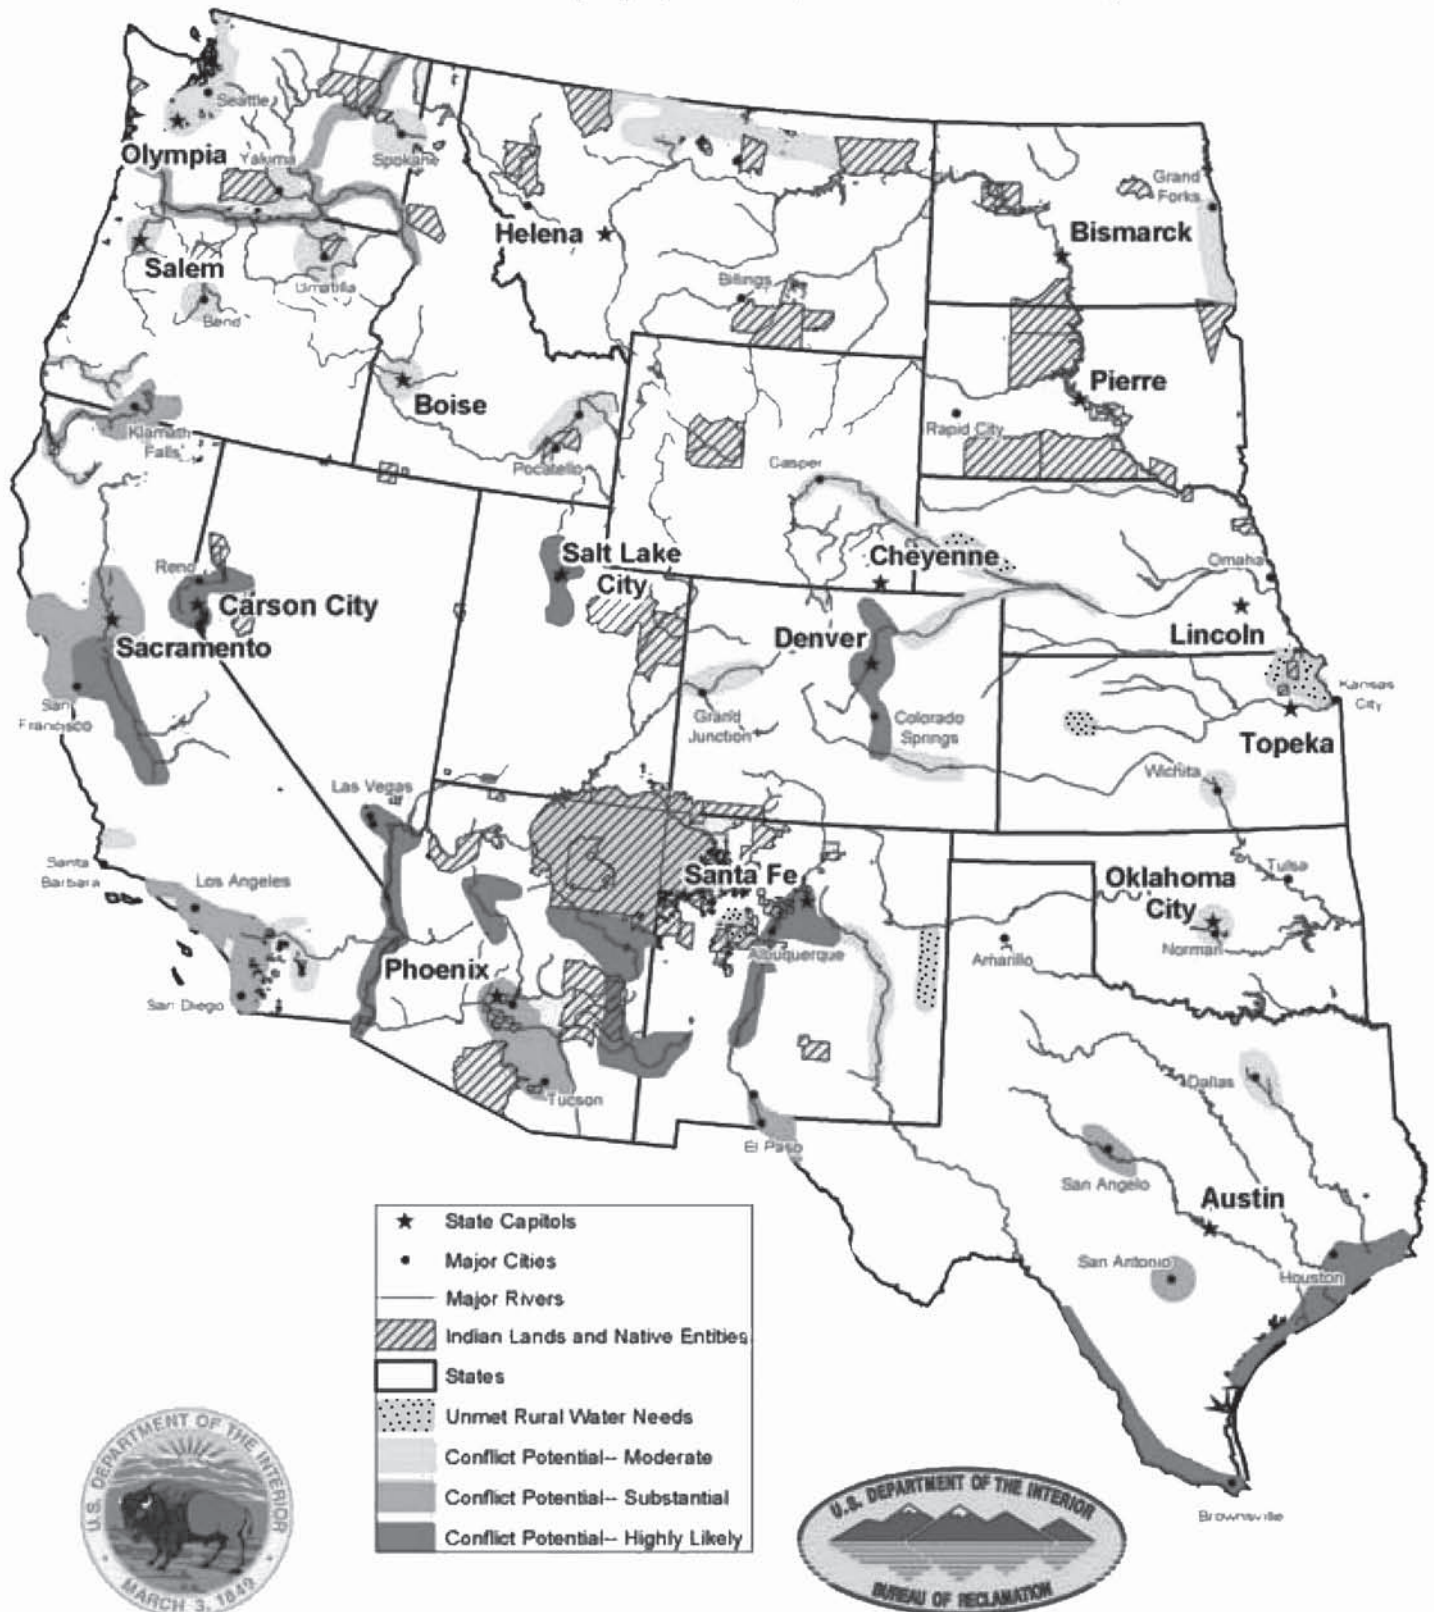 Seattle
Olympia
Yakima
Spokane
Grand
Forks
Helena
Bismarck
Salem
Umatilla
Billings
Bend
Pierre
Boise
Rapid City
Klamath
Falls
Pocatello
Casper
Salt Lake
City
Cheyenne
Omaha
Reno
Carson City
Lincoln
Sacramento
Denver
San
Francisco
Kansas
City
Grand
Junction
Colorado
Springs
Topeka
Las Vegas
Wichita
Santa
Barbara
Los Angeles
Santa Fe
Oklahoma
City
Tulsa
Norman
Phoenix
Albuquerque
Amarillo
San Diego
Tucson
Dallas
El Paso
San Angelo
Austin
San Antonio
Houston
Brownsville
State Capitols
Major Cities
Major Rivers
Indian Lands and Native Entities
States
Unmet Rural Water Needs
Conflict Potential-- Moderate
Conflict Potential-- Substantial
Conflict Potential-- Highly Likely
U.S. DEPARTMENT OF THE INTERIOR
MARCH 3, 1849
U.S. DEPARTMENT OF THE INTERIOR
BUREAU OF RECLAMATION